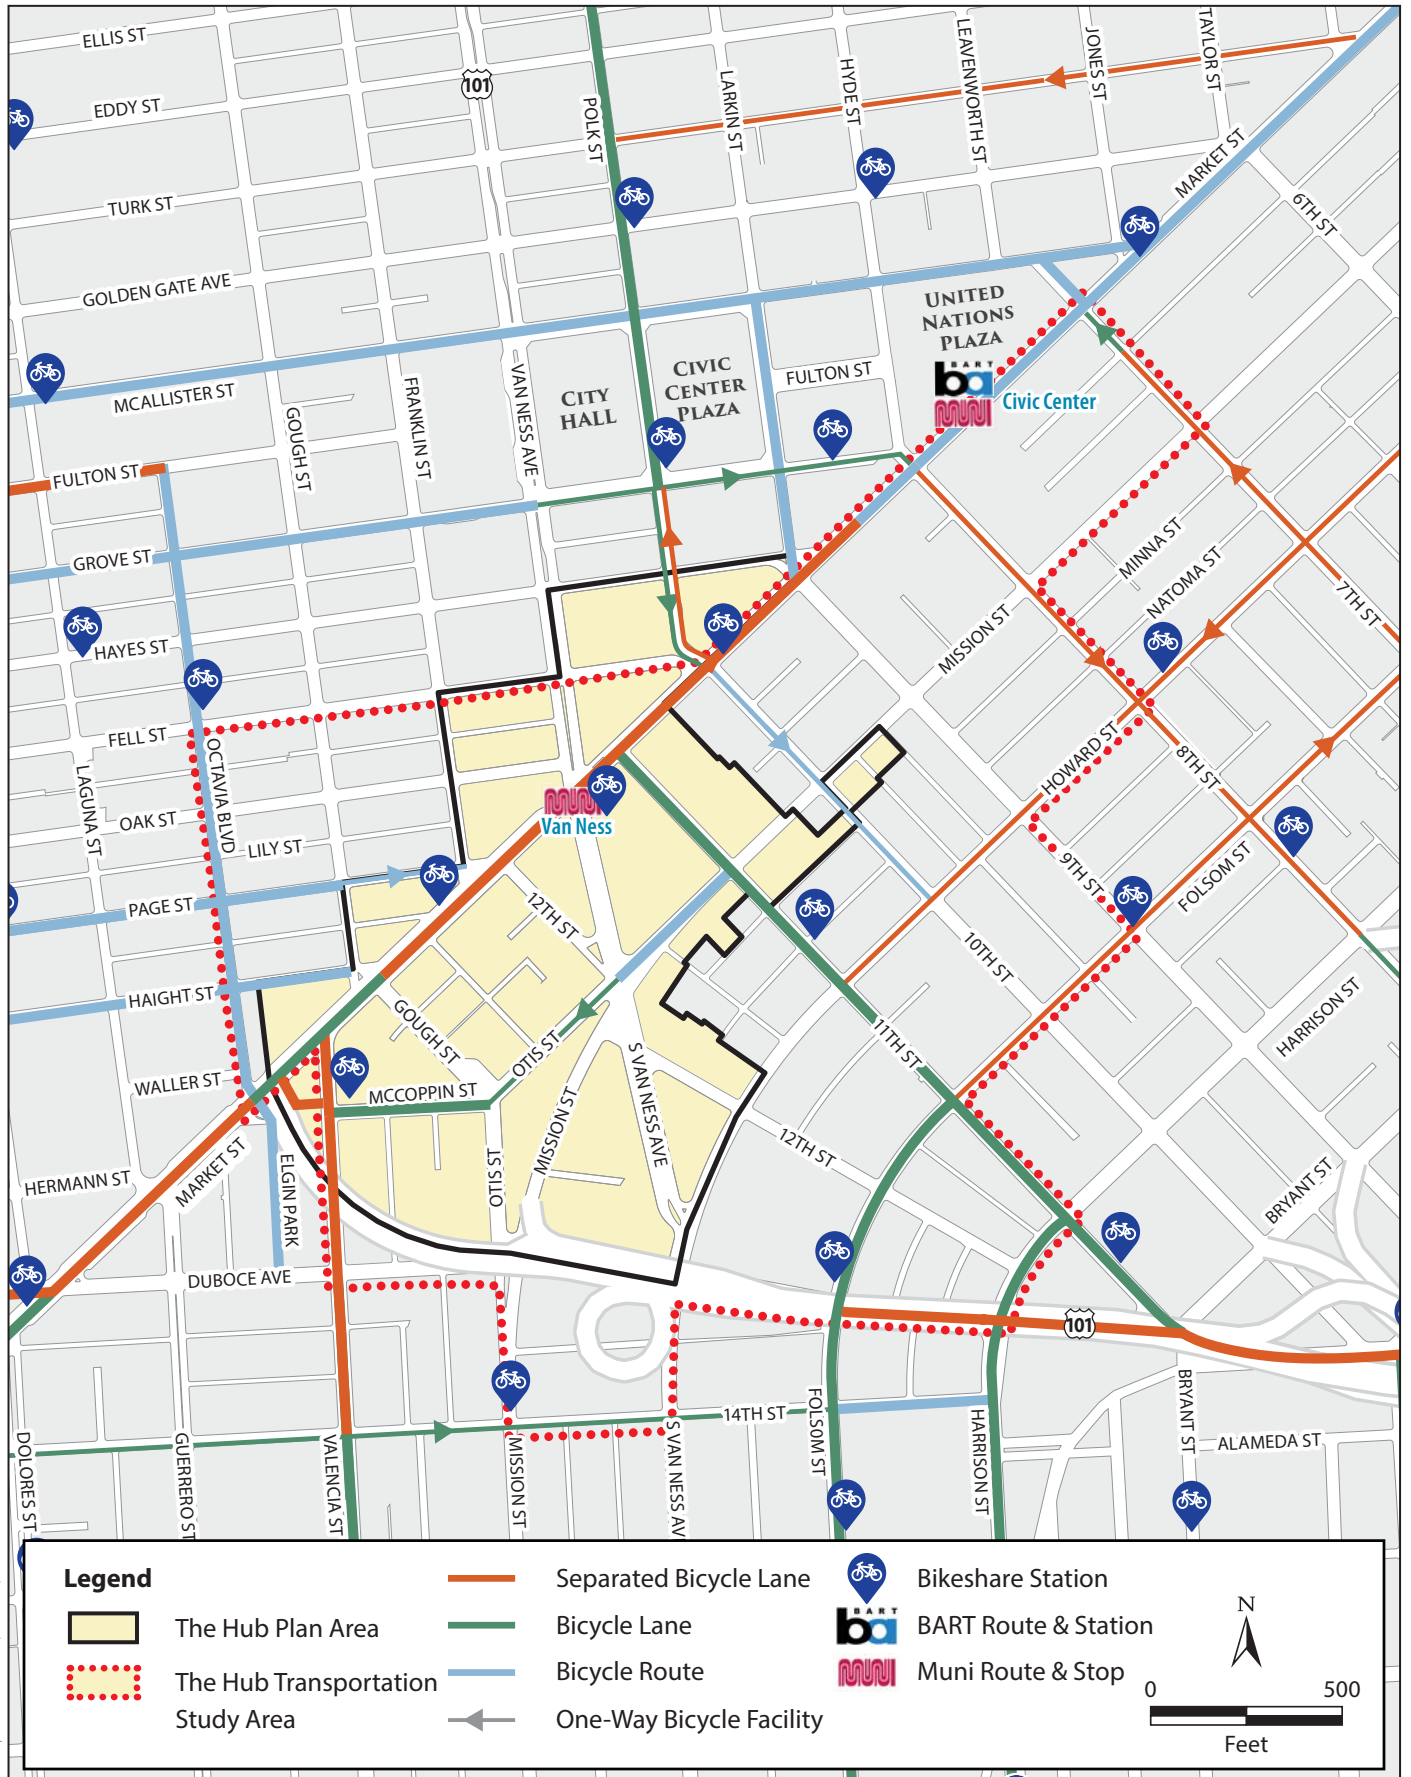 ELLIS ST
EDDY ST
TURK ST
GOLDEN GATE AVE
MCALLISTER ST
101
POLK ST
LARKIN ST
HYDE ST
LEAVENWORTH ST
JONES ST
TAYLOR ST
MARKET ST
6TH ST
UNITED
NATIONS
PLAZA
BART
ba
MUNI
Civic Center
CIVIC
CENTER
PLAZA
CITY
HALL
FULTON ST
VAN NESS AVE
FRANKLIN ST
GOUGH ST
FULTON ST
GROVE ST
HAYES ST
FELL ST
OAK ST
LILY ST
PAGE ST
HAIGHT ST
WALLER ST
HERMANN ST
LAGUNA ST
OCTAVIA BLVD
MINNA ST
NATOMA ST
MISSION ST
7TH ST
HOWARD ST
8TH ST
9TH ST
FOLSOM ST
10TH ST
HARRISON ST
11TH ST
BRYANT ST
MUNI
Van Ness
12TH ST
GOUGH ST
OTIS ST
MCCOPPIN ST
MISSION ST
S VAN NESS AVE
12TH ST
OTIS ST
MARKET ST
ELGIN PARK
DUBOCE AVE
101
14TH ST
FOLSOM ST
HARRISON ST
BRYANT ST
ALAMEDA ST
DOLORES ST
GUERRERO ST
VALENCIA ST
MISSION ST
S VAN NESS AV
Legend
The Hub Plan Area
The Hub Transportation
Study Area
Separated Bicycle Lane
Bicycle Lane
Bicycle Route
One-Way Bicycle Facility
Bikeshare Station
BART
ba
BART Route & Station
MUNI
Muni Route & Stop
N
0 500
Feet